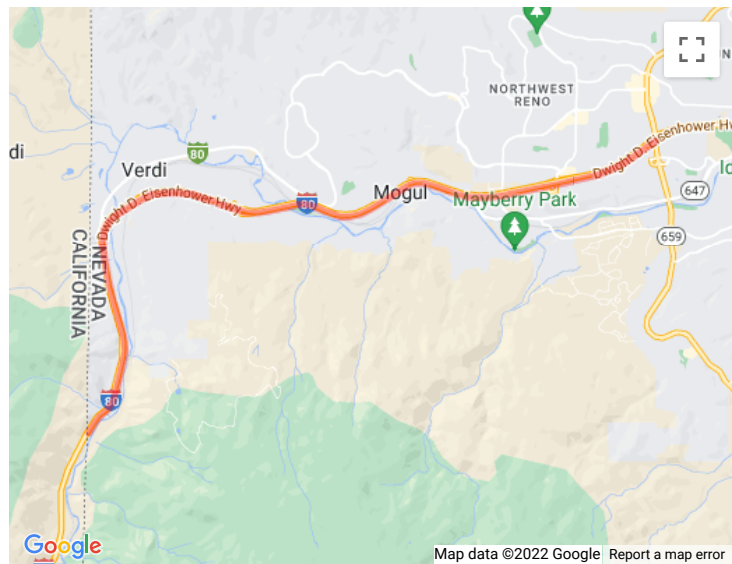 NORTHWEST
RENO
Dwight D. Eisenhower Hwy
di
80
Verdi
Mogul
Dwight D. Eisenhower Hwy
80
Mayberry Park
647
659
CALIFORNIA
NEVADA
80
Google
Map data ©2022 Google
Report a map error